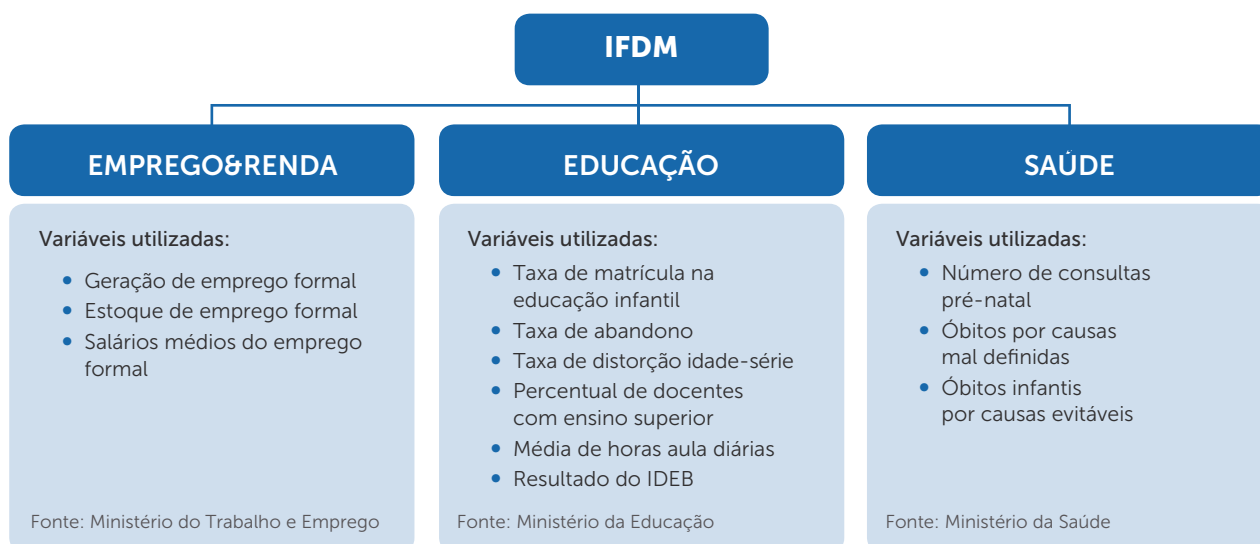 IFDM
EMPREGO&RENDA
Variáveis utilizadas:
• Geração de emprego formal
• Estoque de emprego formal
• Salários médios do emprego
formal
Fonte: Ministério do Trabalho e Emprego
EDUCAÇÃO
Variáveis utilizadas:
• Taxa de matrícula na
educação infantil
• Taxa de abandono
• Taxa de distorção idade-série
• Percentual de docentes
com ensino superior
• Média de horas aula diárias
• Resultado do IDEB
Fonte: Ministério da Educação
SAÚDE
Variáveis utilizadas:
• Número de consultas
pré-natal
• Óbitos por causas
mal definidas
• Óbitos infantis
por causas evitáveis
Fonte: Ministério da Saúde